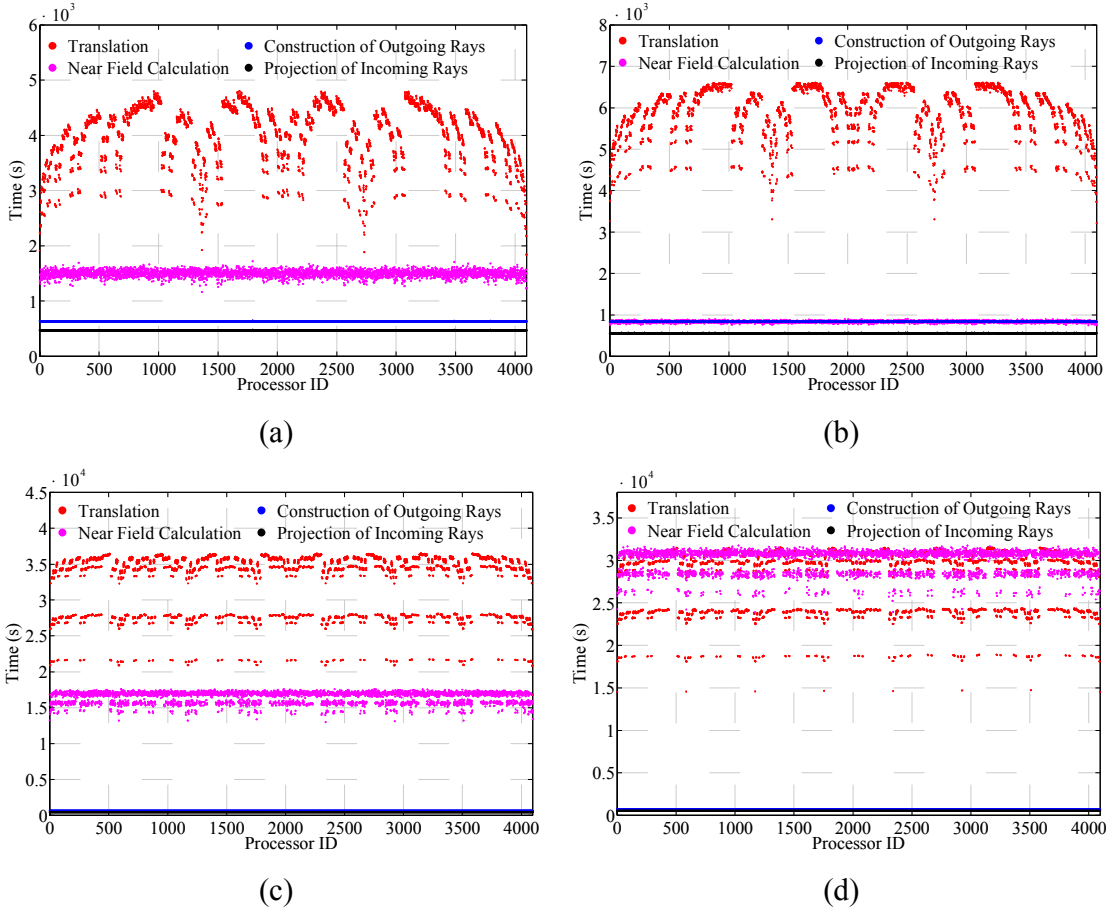 · 10³
6
5
4
3
2
1
0
Time (s)
Translation
Near Field Calculation
Construction of Outgoing Rays
Projection of Incoming Rays
0 500 1000 1500 2000 2500 3000 3500 4000
Processor ID
(a)
· 10³
8
7
6
5
4
3
2
1
0
Time (s)
Translation
Near Field Calculation
Construction of Outgoing Rays
Projection of Incoming Rays
0 500 1000 1500 2000 2500 3000 3500 4000
Processor ID
(b)
· 10⁴
4.5
4
3.5
3
2.5
2
1.5
1
0.5
0
Time (s)
Translation
Near Field Calculation
Construction of Outgoing Rays
Projection of Incoming Rays
0 500 1000 1500 2000 2500 3000 3500 4000
Processor ID
(c)
· 10⁴
3.5
3
2.5
2
1.5
1
0.5
0
Time (s)
Translation
Near Field Calculation
Construction of Outgoing Rays
Projection of Incoming Rays
0 500 1000 1500 2000 2500 3000 3500 4000
Processor ID
(d)